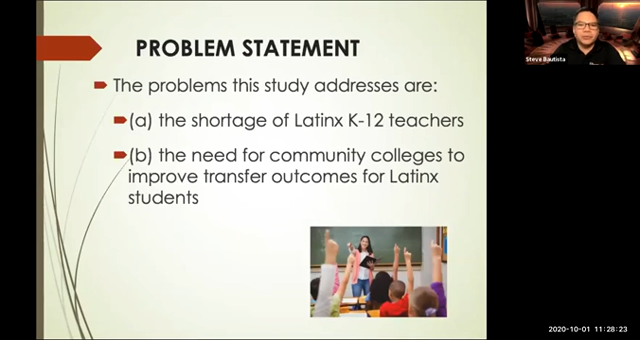 PROBLEM STATEMENT
The problems this study addresses are:
(a) the shortage of Latinx K-12 teachers
(b) the need for community colleges to
improve transfer outcomes for Latinx
students
Steva Bautista
2020-10-01 11:28:23